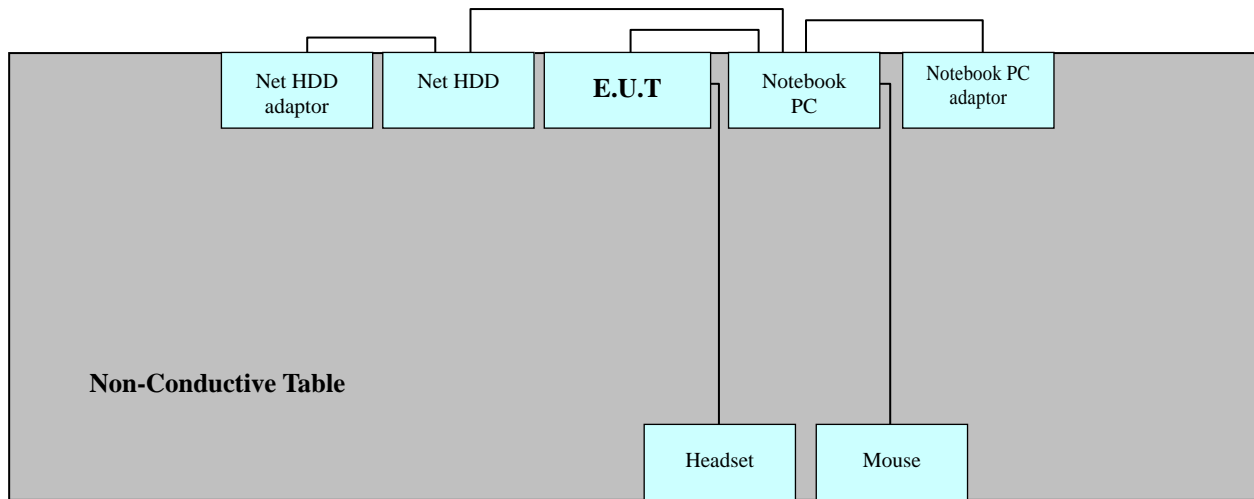 Net HDD
adaptor
Net HDD
E.U.T
Notebook
PC
Notebook PC
adaptor
Non-Conductive Table
Headset
Mouse